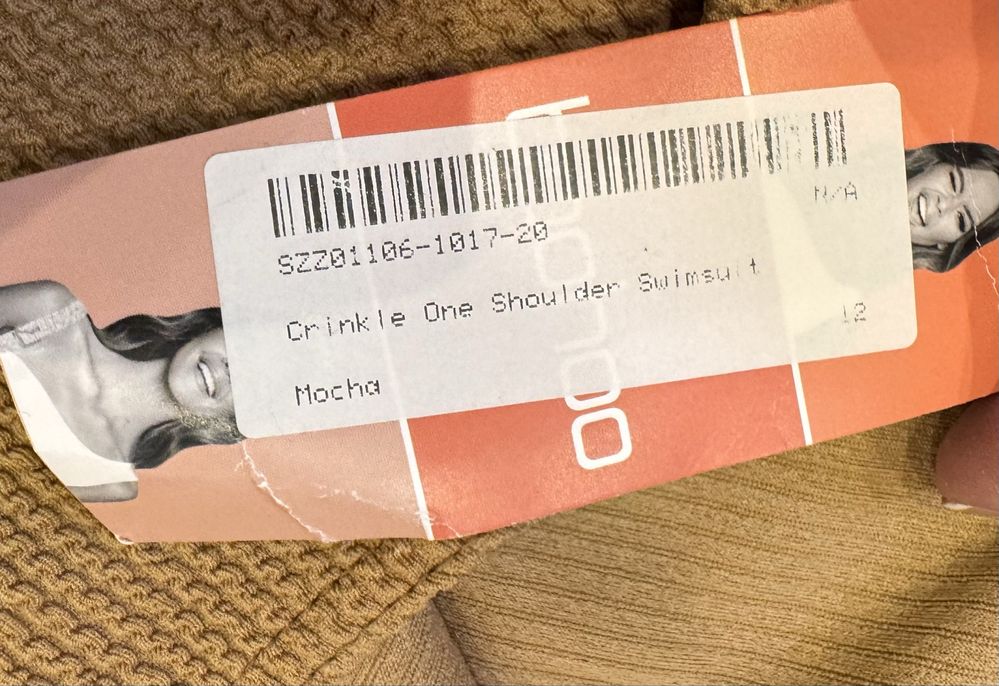 N/A
SZZ01106-1017-20
Crinkle One Shoulder Swimsuit
12
Mocha